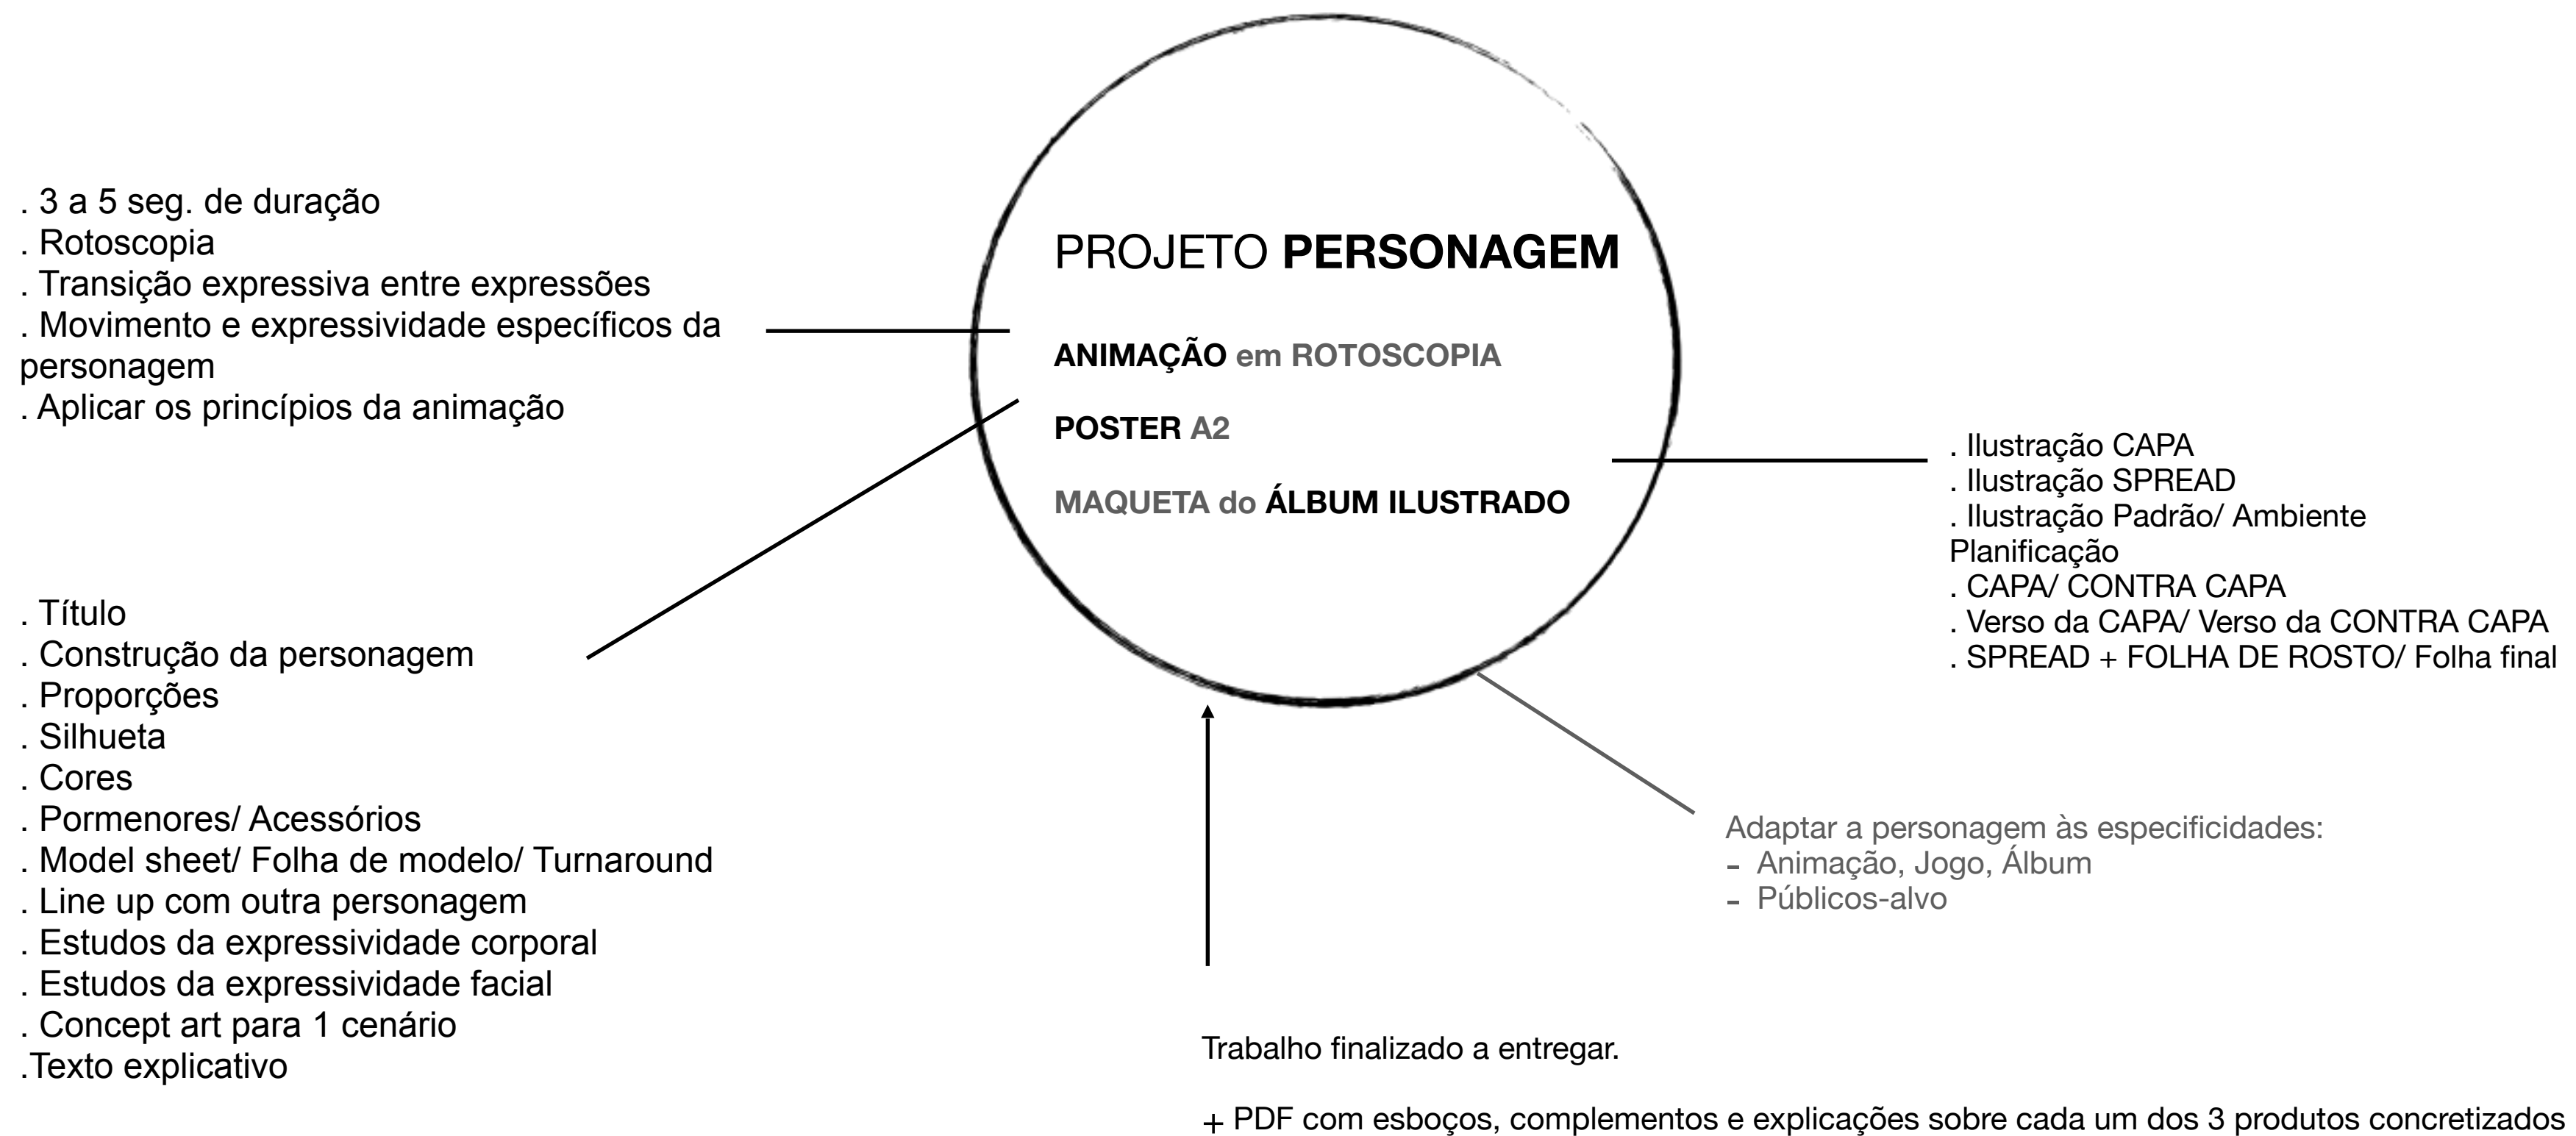 PROJETO PERSONAGEM
ANIMAÇÃO em ROTOSCOPIA
POSTER A2
MAQUETA do ÁLBUM ILUSTRADO
. 3 a 5 seg. de duração
. Rotoscopia
. Transição expressiva entre expressões
. Movimento e expressividade específicos da
personagem
. Aplicar os princípios da animação
. Título
. Construção da personagem
. Proporções
. Silhueta
. Cores
. Pormenores/ Acessórios
. Model sheet/ Folha de modelo/ Turnaround
. Line up com outra personagem
. Estudos da expressividade corporal
. Estudos da expressividade facial
. Concept art para 1 cenário
.Texto explicativo
. Ilustração CAPA
. Ilustração SPREAD
. Ilustração Padrão/ Ambiente
Planificação
. CAPA/ CONTRA CAPA
. Verso da CAPA/ Verso da CONTRA CAPA
. SPREAD + FOLHA DE ROSTO/ Folha final
Adaptar a personagem às especificidades:
- Animação, Jogo, Álbum
- Públicos-alvo
Trabalho finalizado a entregar.
+ PDF com esboços, complementos e explicações sobre cada um dos 3 produtos concretizados